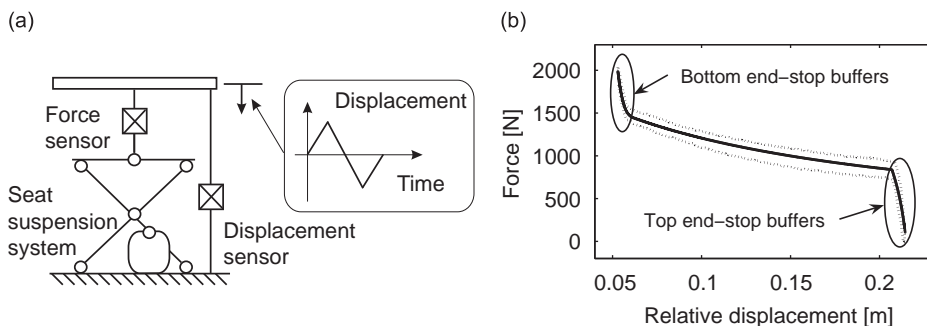 (a)
Force
sensor
Seat
suspension
system
Displacement
sensor
Displacement
Time
(b)
Force [N]
2000
1500
1000
500
0
Bottom end−stop buffers
Top end−stop buffers
0.05
0.1
0.15
0.2
Relative displacement [m]